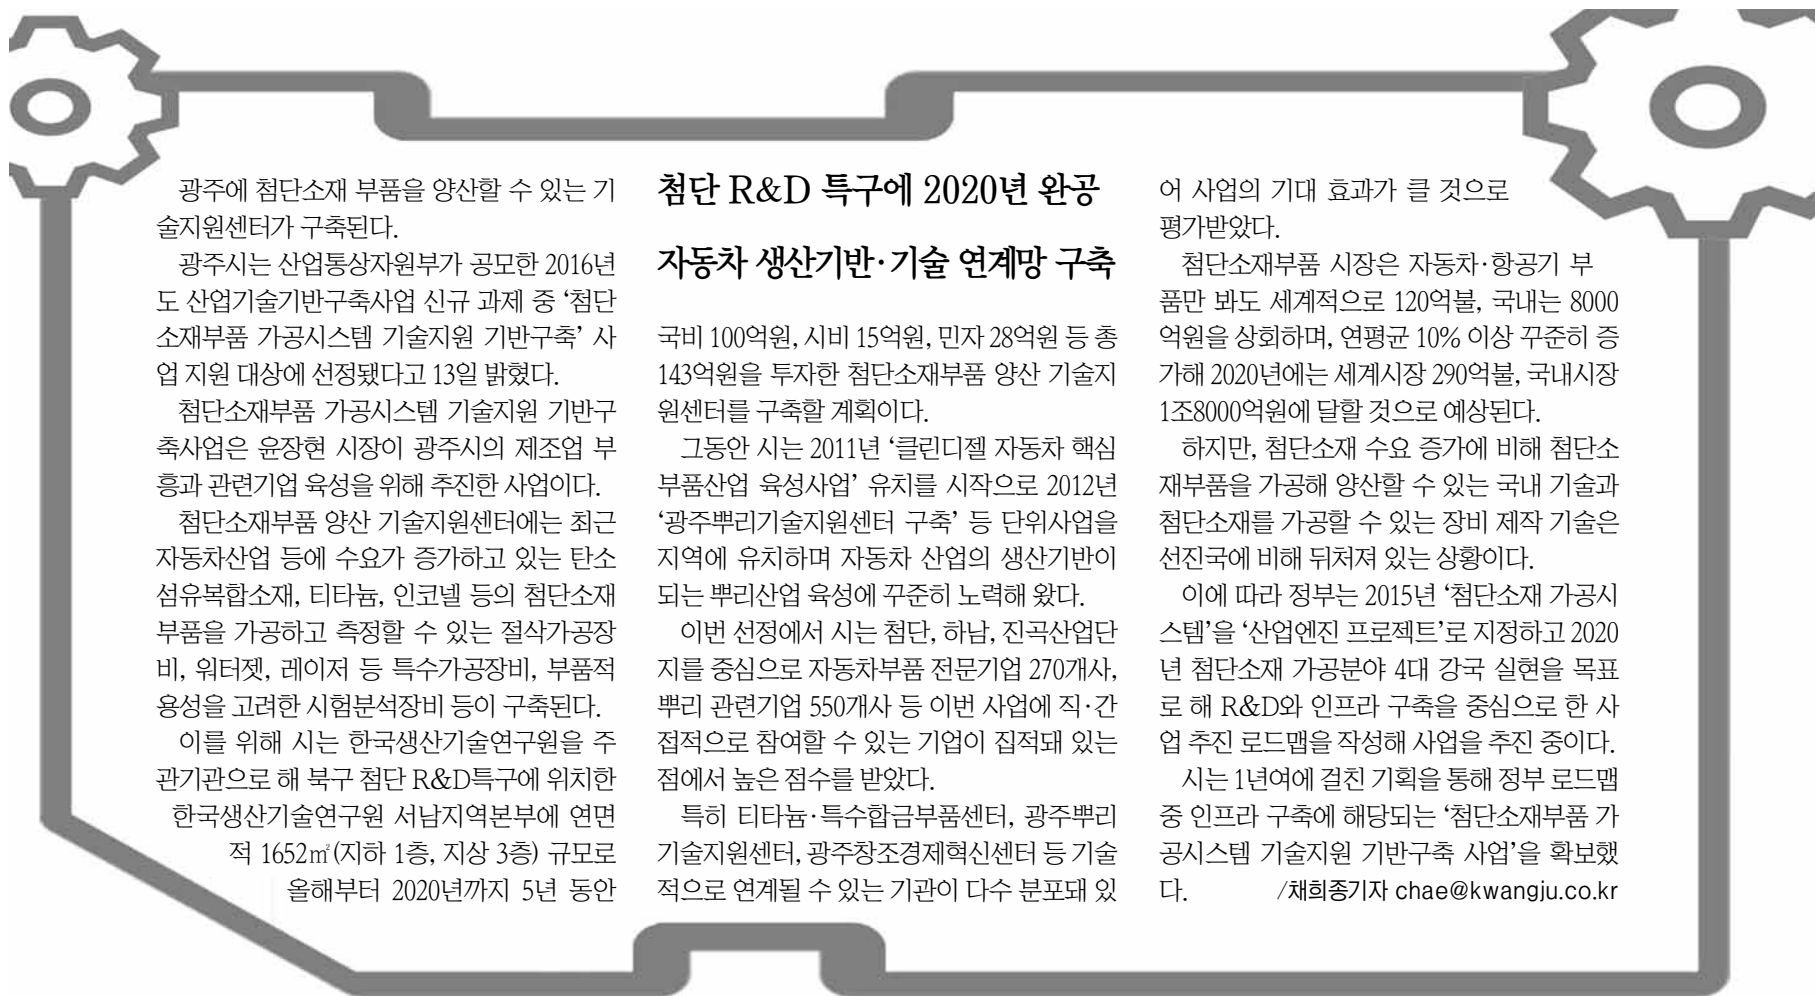 첨단 R&D 특구에 2020년 완공
자동차 생산기반·기술 연계망 구축
광주에 첨단소재 부품을 양산할 수 있는 기
술지원센터가 구축된다.
광주시는 산업통상자원부가 공모한 2016년
도 산업기술기반구축사업 신규 과제 중 ‘첨단
소재부품 가공시스템 기술지원 기반구축’ 사
업 지원 대상에 선정됐다고 13일 밝혔다.
첨단소재부품 가공시스템 기술지원 기반구
축사업은 윤장현 시장이 광주시의 제조업 부
흥과 관련기업 육성을 위해 추진한 사업이다.
첨단소재부품 양산 기술지원센터에는 최근
자동차산업 등에 수요가 증가하고 있는 탄소
섬유복합소재, 티타늄, 인코넬 등의 첨단소재
부품을 가공하고 측정할 수 있는 절삭가공장
비, 워터젯, 레이저 등 특수가공장비, 부품적
용성을 고려한 시험분석장비 등이 구축된다.
이를 위해 시는 한국생산기술연구원을 주
관기관으로 해 북구 첨단 R&D특구에 위치한
한국생산기술연구원 서남지역본부에 연면
적 1652㎡(지하 1층, 지상 3층) 규모로
올해부터 2020년까지 5년 동안
국비 100억원, 시비 15억원, 민자 28억원 등 총
143억원을 투자한 첨단소재부품 양산 기술지
원센터를 구축할 계획이다.
그동안 시는 2011년 ‘클린디젤 자동차 핵심
부품산업 육성사업’ 유치를 시작으로 2012년
‘광주뿌리기술지원센터 구축’ 등 단위사업을
지역에 유치하며 자동차 산업의 생산기반이
되는 뿌리산업 육성에 꾸준히 노력해 왔다.
이번 선정에서 시는 첨단, 하남, 진곡산업단
지를 중심으로 자동차부품 전문기업 270개사,
뿌리 관련기업 550개사 등 이번 사업에 직·간
접적으로 참여할 수 있는 기업이 집적돼 있는
점에서 높은 점수를 받았다.
특히 티타늄·특수합금부품센터, 광주뿌리
기술지원센터, 광주창조경제혁신센터 등 기술
적으로 연계될 수 있는 기관이 다수 분포돼 있
어 사업의 기대 효과가 클 것으로
평가받았다.
첨단소재부품 시장은 자동차·항공기 부
품만 봐도 세계적으로 120억불, 국내는 8000
억원을 상회하며, 연평균 10% 이상 꾸준히 증
가해 2020년에는 세계시장 290억불, 국내시장
1조8000억원에 달할 것으로 예상된다.
하지만, 첨단소재 수요 증가에 비해 첨단소
재부품을 가공해 양산할 수 있는 국내 기술과
첨단소재를 가공할 수 있는 장비 제작 기술은
선진국에 비해 뒤처져 있는 상황이다.
이에 따라 정부는 2015년 ‘첨단소재 가공시
스템’을 ‘산업엔진 프로젝트’로 지정하고 2020
년 첨단소재 가공분야 4대 강국 실현을 목표
로 해 R&D와 인프라 구축을 중심으로 한 사
업 추진 로드맵을 작성해 사업을 추진 중이다.
시는 1년여에 걸친 기획을 통해 정부 로드맵
중 인프라 구축에 해당되는 ‘첨단소재부품 가
공시스템 기술지원 기반구축 사업’을 확보했
다. /채희종기자 chae@kwangju.co.kr